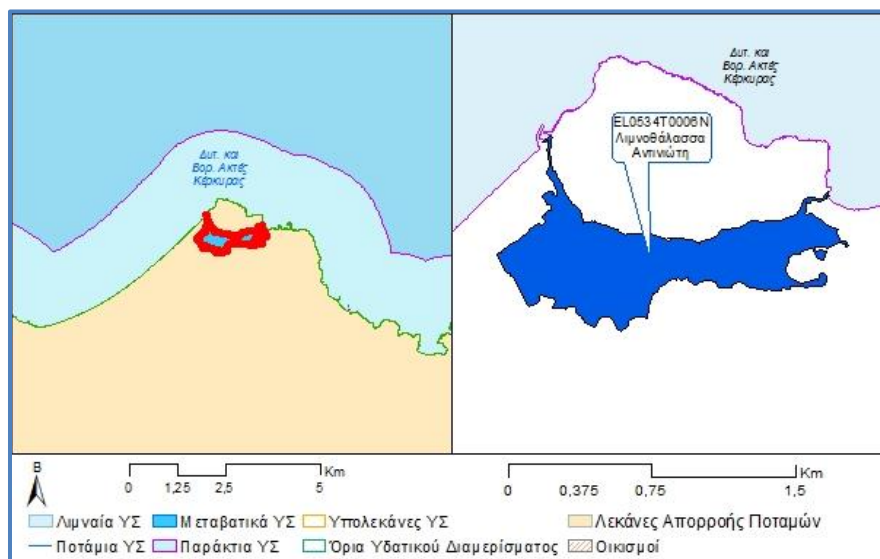 Δυτ. και
Βορ. Ακτές
Κέρκυρας
Δυτ. και
Βορ. Ακτές
Κέρκυρας
EL0534T0006N
Λιμνοθάλασσα
Αντινιώτη
Β
Km
0 1,25 2,5 5
Km
0 0,375 0,75 1,5
Λιμναία ΥΣ Μεταβατικά ΥΣ Υπολεκάνες ΥΣ Λεκάνες Απορροής Ποταμών
Ποτάμια ΥΣ Παράκτια ΥΣ Όρια Υδατικού Διαμερίσματος Οικισμοί